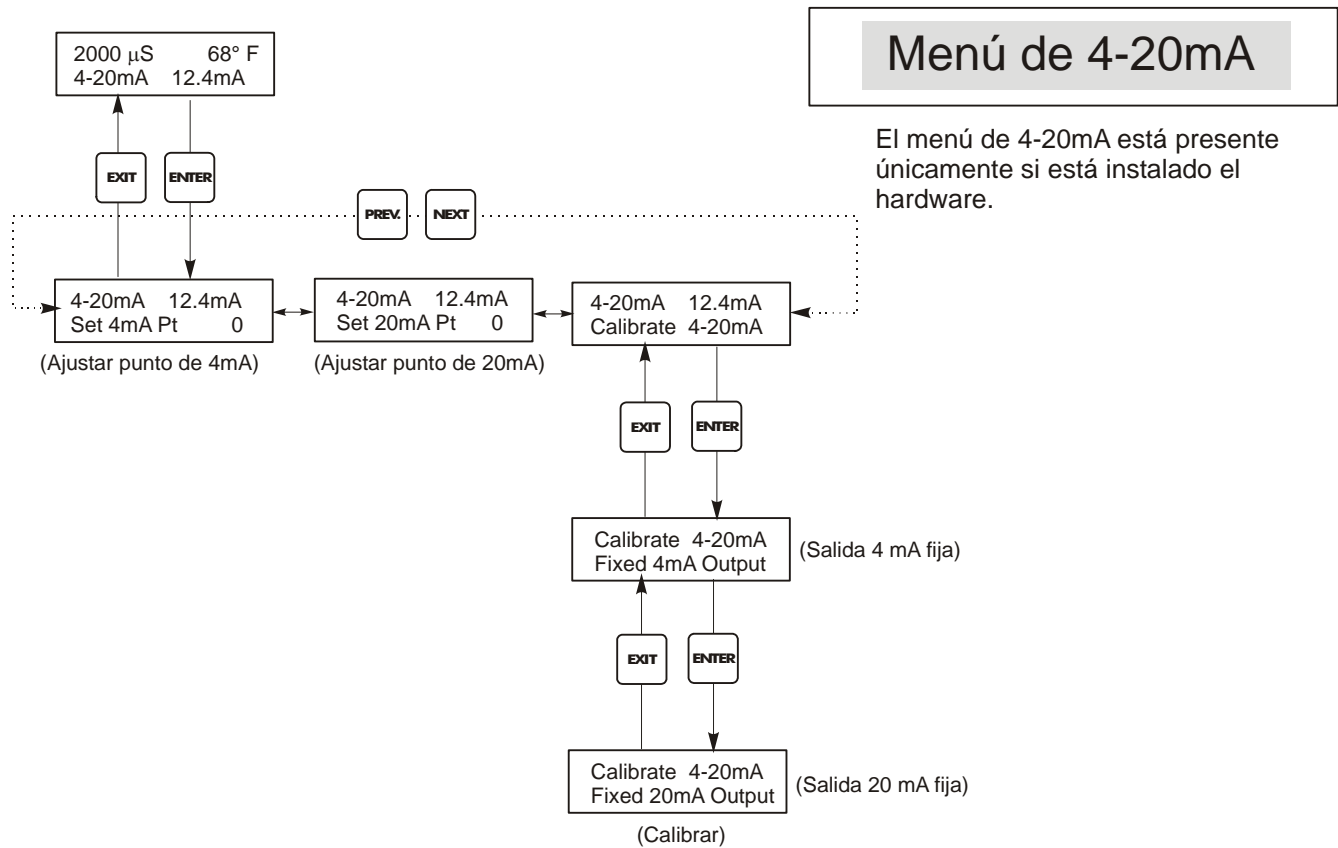 Menú de 4-20mA
El menú de 4-20mA está presente
únicamente si está instalado el
hardware.
2000 µS 68° F
4-20mA 12.4mA
EXIT
ENTER
PREV.
NEXT
4-20mA 12.4mA
Set 4mA Pt 0
(Ajustar punto de 4mA)
4-20mA 12.4mA
Set 20mA Pt 0
(Ajustar punto de 20mA)
4-20mA 12.4mA
Calibrate 4-20mA
EXIT
ENTER
Calibrate 4-20mA
Fixed 4mA Output
(Salida 4 mA fija)
EXIT
ENTER
Calibrate 4-20mA
Fixed 20mA Output
(Salida 20 mA fija)
(Calibrar)